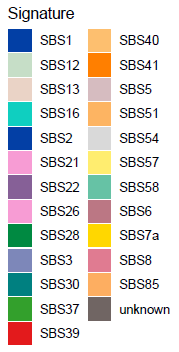 Signature
SBS1
SBS12
SBS13
SBS16
SBS2
SBS21
SBS22
SBS26
SBS28
SBS3
SBS30
SBS37
SBS39
SBS40
SBS41
SBS5
SBS51
SBS54
SBS57
SBS58
SBS6
SBS7a
SBS8
SBS85
unknown